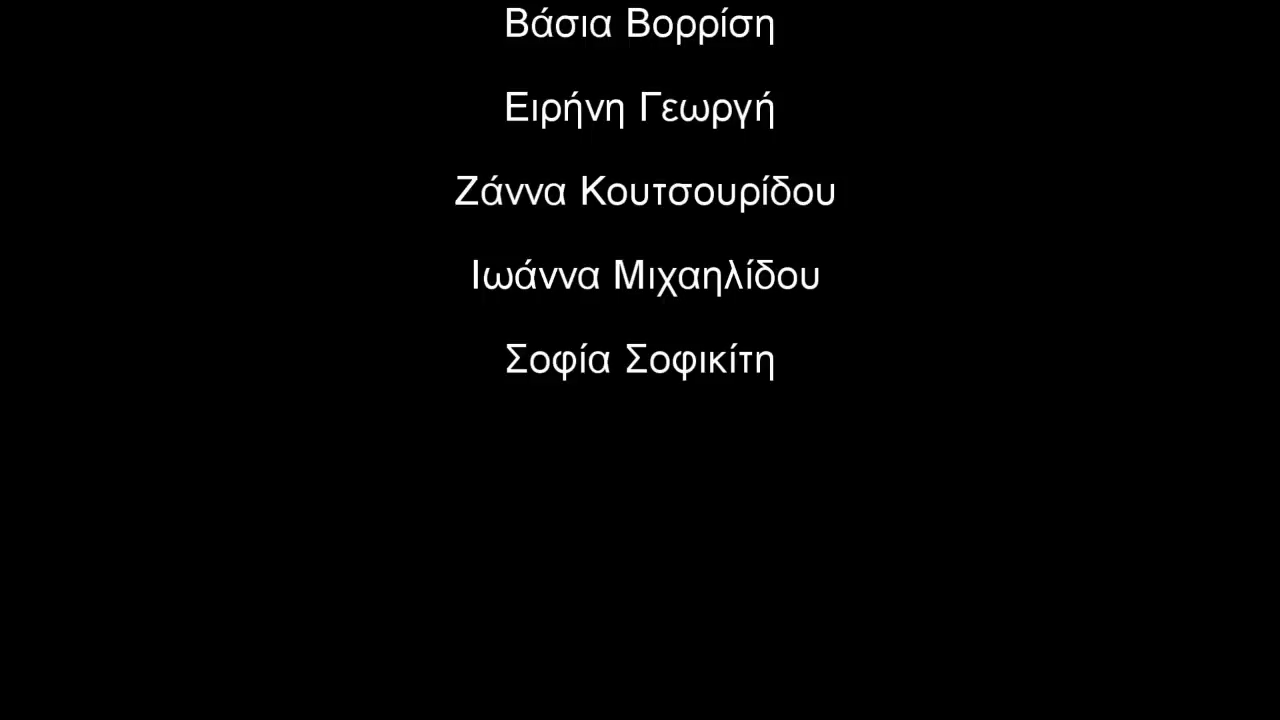 Βάσια Βορρίση
Ειρήνη Γεωργή
Ζάννα Κουτσουρίδου
Ιωάννα Μιχαηλίδου
Σοφία Σοφικίτη